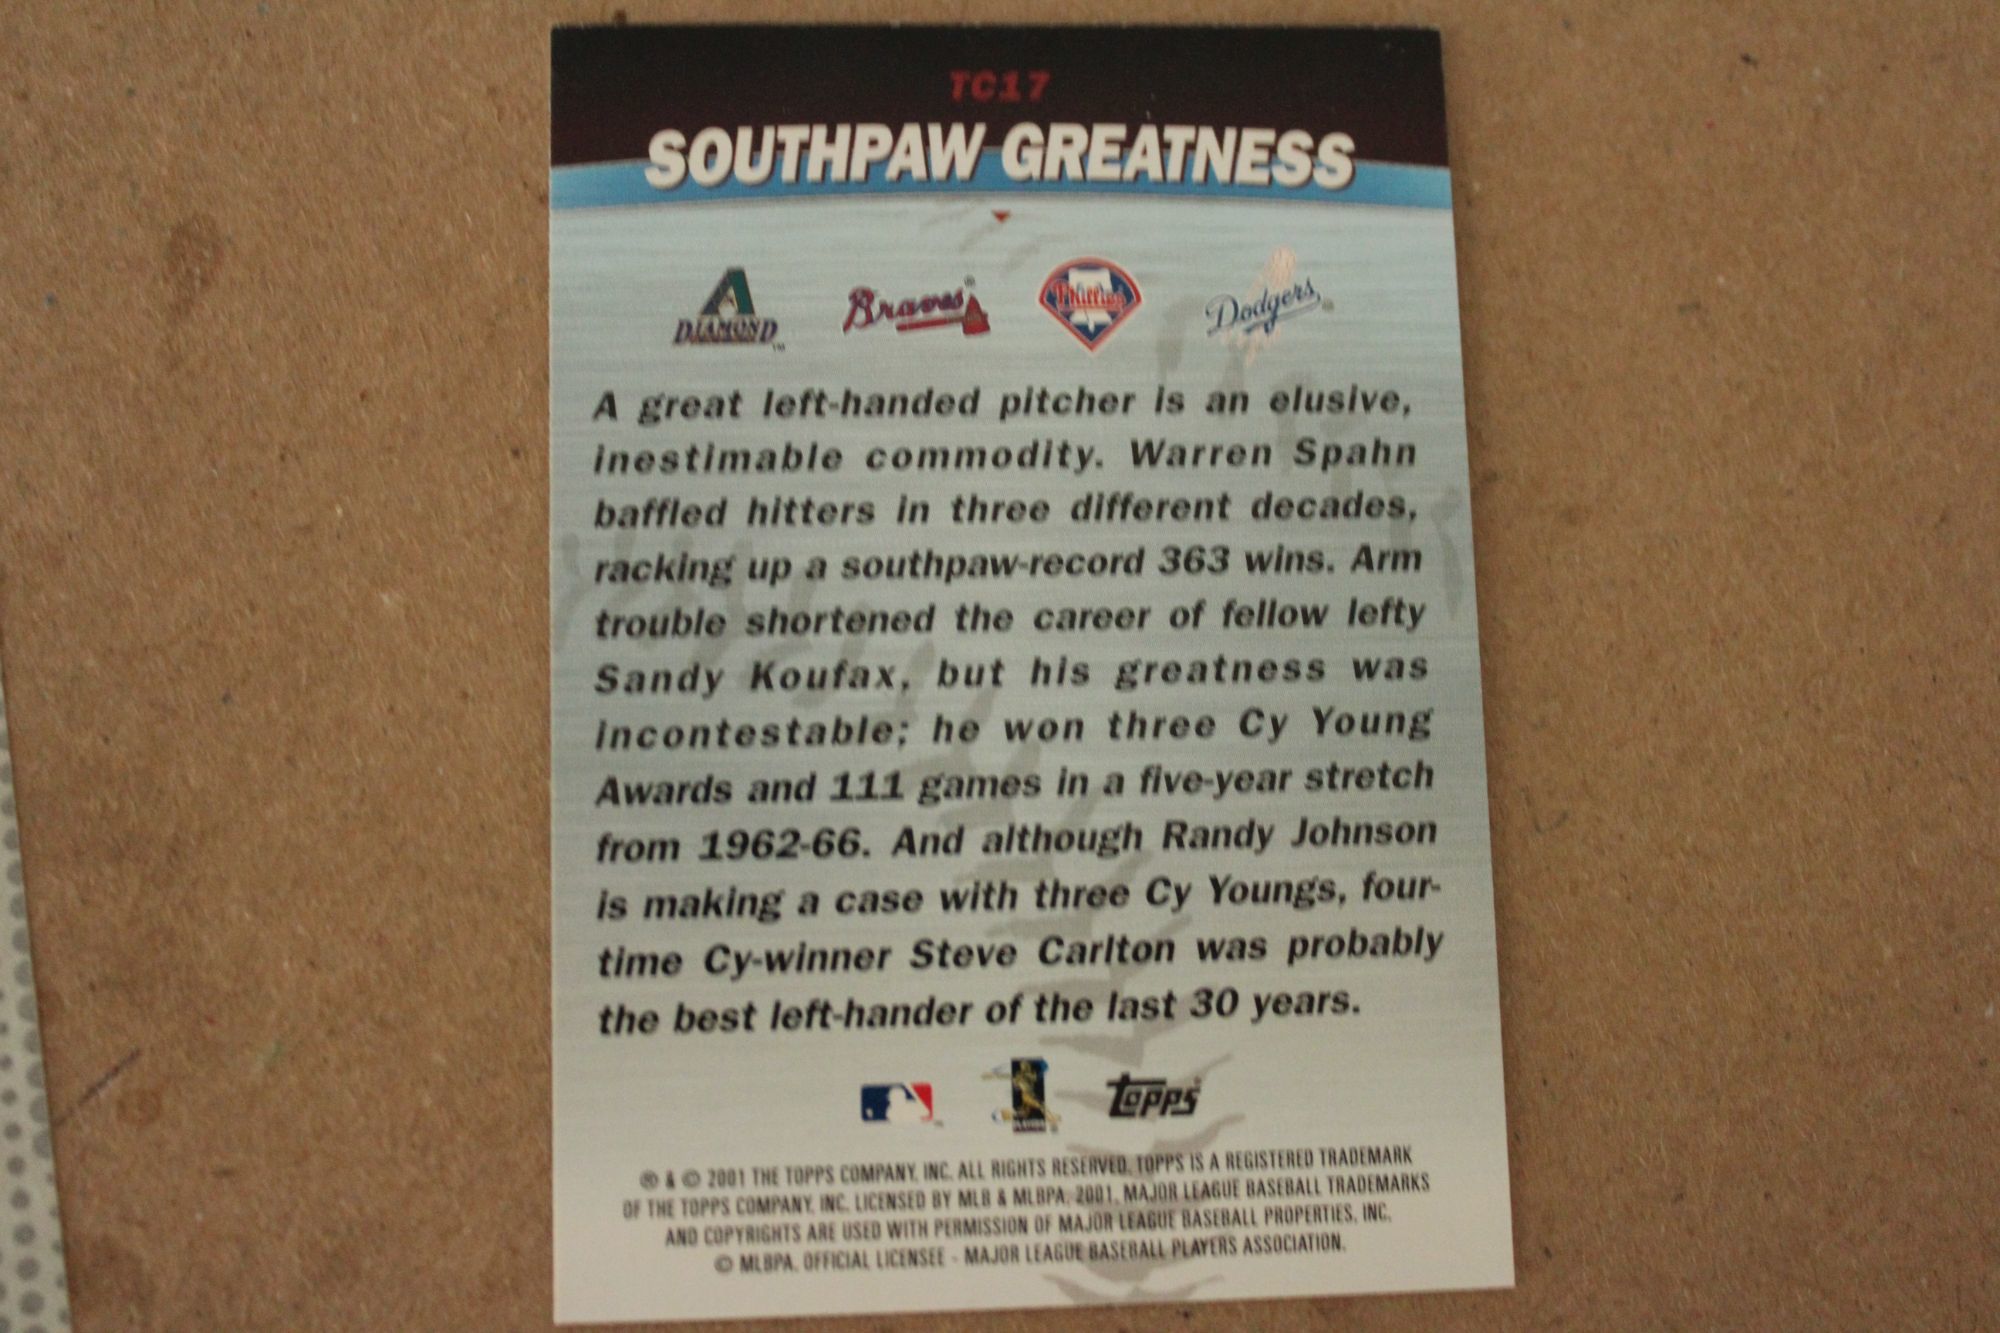 TC17
SOUTHPAW GREATNESS
DIAMOND™ Braves® Phillies Dodgers
A great left-handed pitcher is an elusive,
inestimable commodity. Warren Spahn
baffled hitters in three different decades,
racking up a southpaw-record 363 wins. Arm
trouble shortened the career of fellow lefty
Sandy Koufax, but his greatness was
incontestable; he won three Cy Young
Awards and 111 games in a five-year stretch
from 1962-66. And although Randy Johnson
is making a case with three Cy Youngs, four-
time Cy-winner Steve Carlton was probably
the best left-hander of the last 30 years.
Topps
® & © 2001 THE TOPPS COMPANY, INC. ALL RIGHTS RESERVED. TOPPS IS A REGISTERED TRADEMARK
OF THE TOPPS COMPANY, INC. LICENSED BY MLB & MLBPA. 2001. MAJOR LEAGUE BASEBALL TRADEMARKS
AND COPYRIGHTS ARE USED WITH PERMISSION OF MAJOR LEAGUE BASEBALL PROPERTIES, INC.
© MLBPA. OFFICIAL LICENSEE - MAJOR LEAGUE BASEBALL PLAYERS ASSOCIATION.